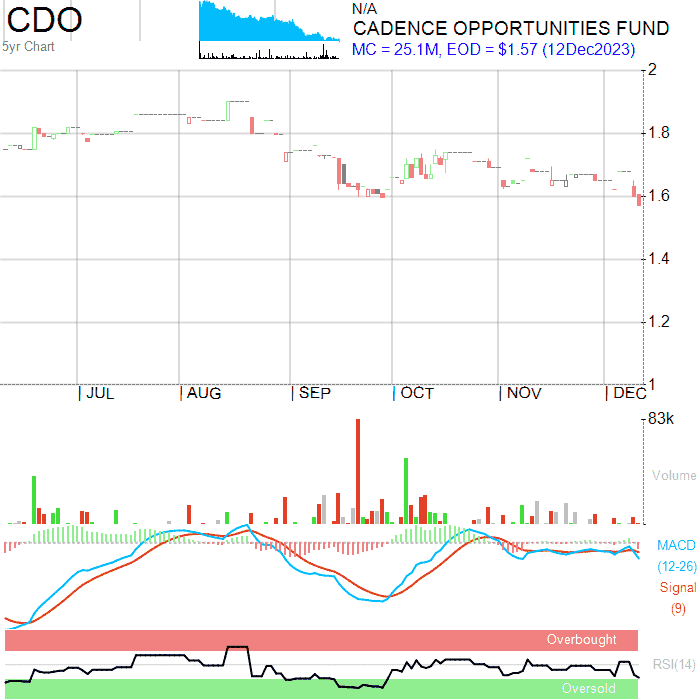 CDO
5yr Chart
N/A
CADENCE OPPORTUNITIES FUND
MC = 25.1M, EOD = $1.57 (12Dec2023)
2
1.8
1.6
1.4
1.2
1
JUL AUG SEP OCT NOV DEC
83k
Volume
MACD
(12-26)
Signal
(9)
Overbought
RSI(14)
Oversold